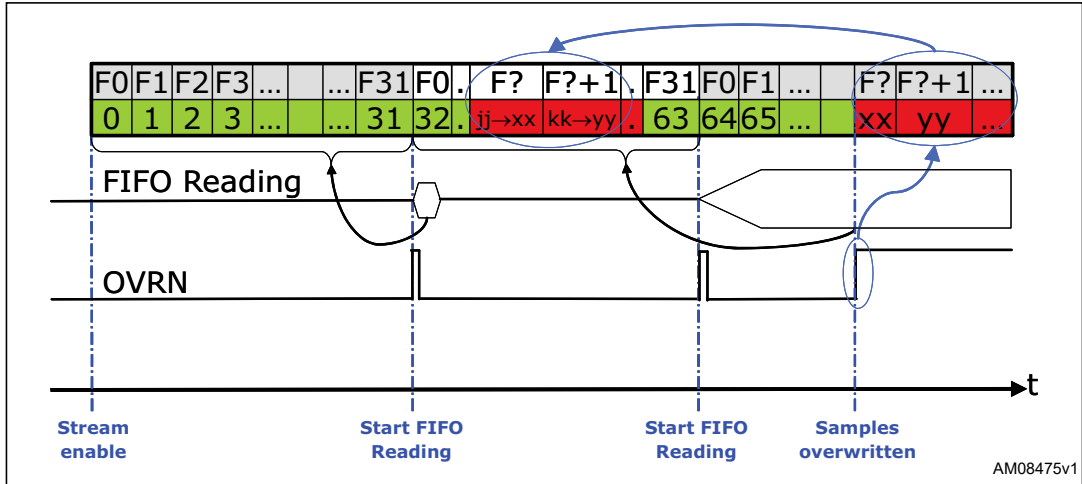 F0 F1 F2 F3 ... ... F31 F0 . F? F?+1 . F31 F0 F1 ... F? F?+1 ...
0 1 2 3 ... ... 31 32 . jj→xx kk→yy . 63 64 65 ... xx yy ...
FIFO Reading
OVRN
t
Stream enable
Start FIFO Reading
Start FIFO Reading
Samples overwritten
AM08475v1